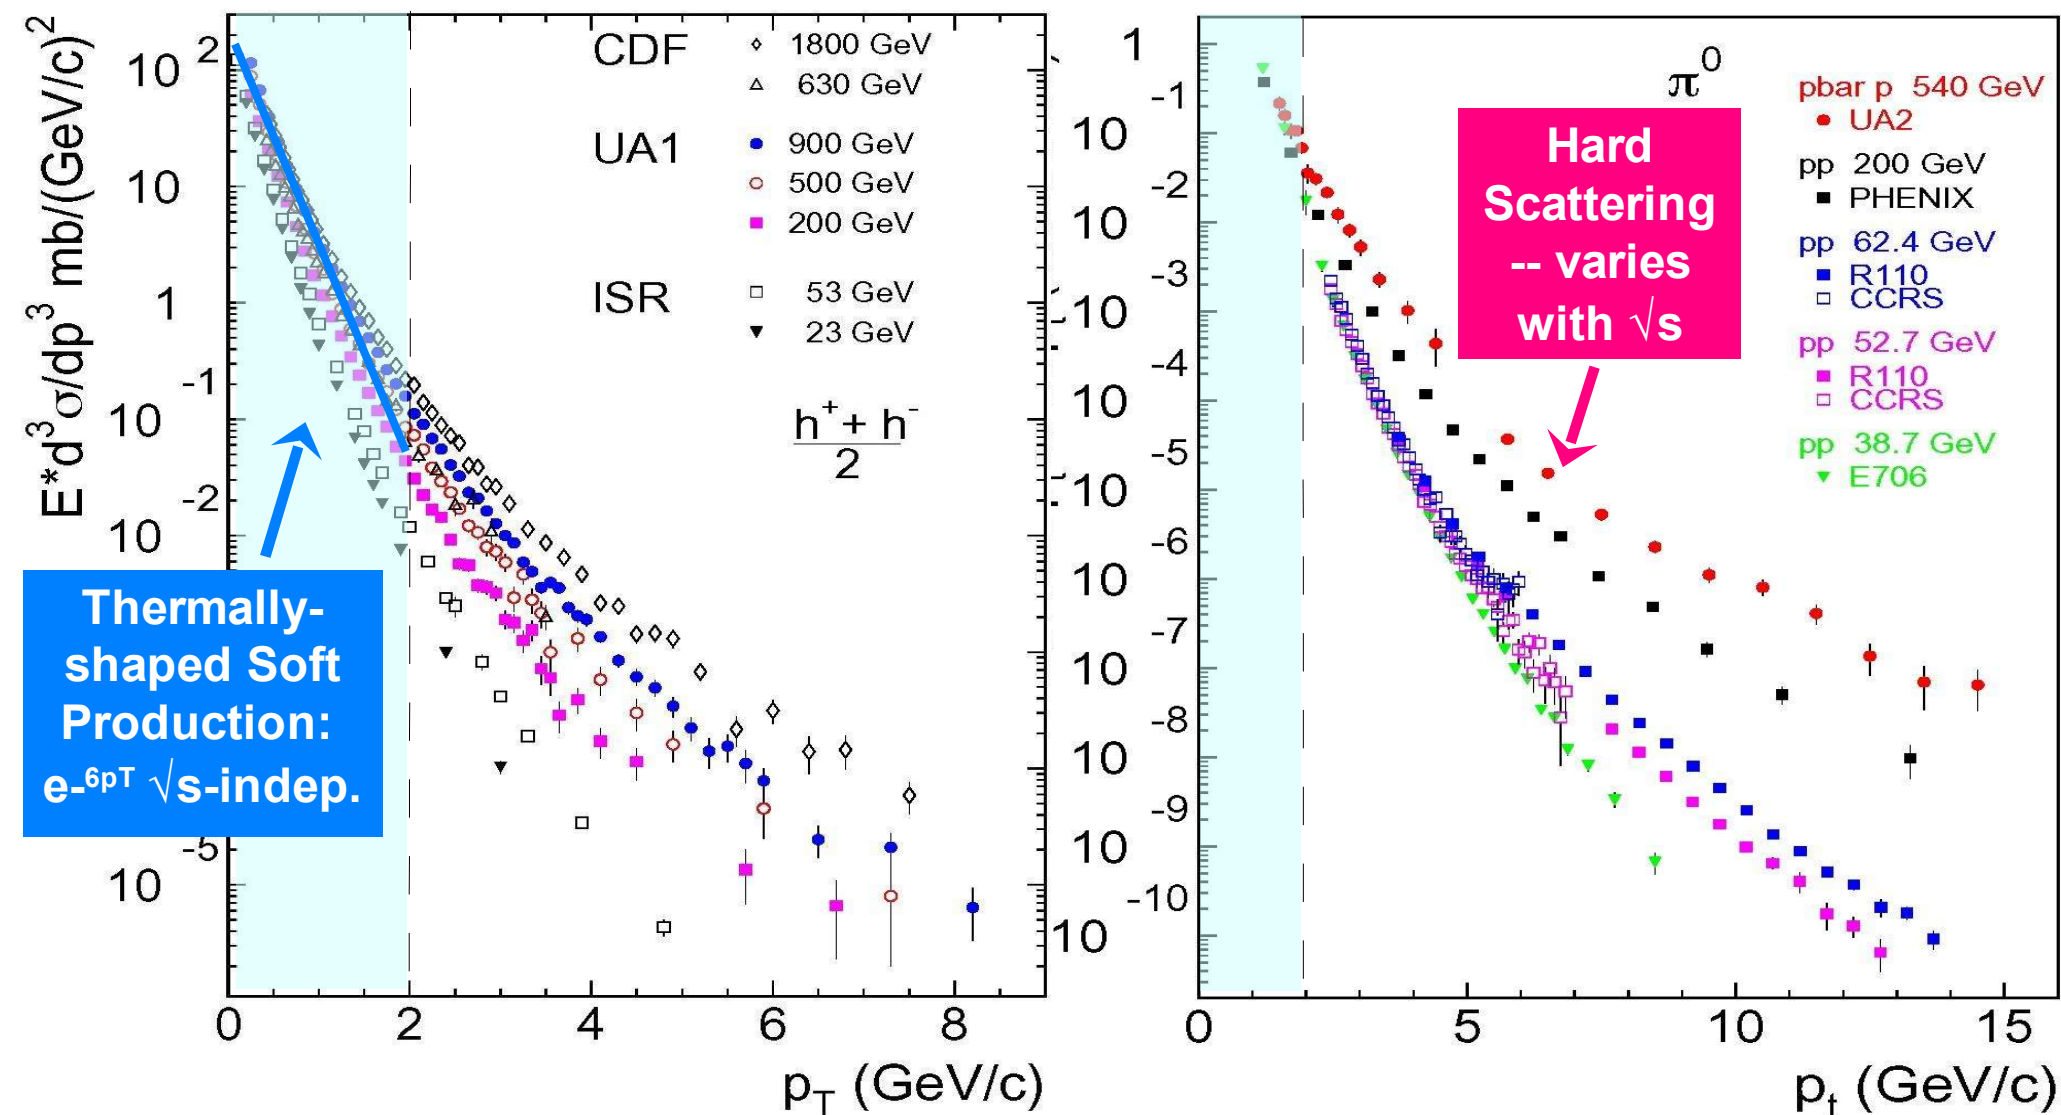 E*d³σ/dp³ mb/(GeV/c)²
10²
10
1
10⁻¹
10⁻²
10⁻⁵
0 2 4 6 8
p_T (GeV/c)
CDF
◇ 1800 GeV
△ 630 GeV
UA1
● 900 GeV
○ 500 GeV
■ 200 GeV
ISR
□ 53 GeV
▼ 23 GeV
h⁺+ h⁻
2
Thermally-
shaped Soft
Production:
e-⁶ᵖᵀ √s-indep.
1
10⁻¹
10⁻²
10⁻³
10⁻⁴
10⁻⁵
10⁻⁶
10⁻⁷
10⁻⁸
10⁻⁹
10⁻¹⁰
0 5 10 15
p_t (GeV/c)
π⁰
Hard
Scattering
-- varies
with √s
pbar p 540 GeV
● UA2
pp 200 GeV
■ PHENIX
pp 62.4 GeV
■ R110
□ CCRS
pp 52.7 GeV
■ R110
□ CCRS
pp 38.7 GeV
▼ E706